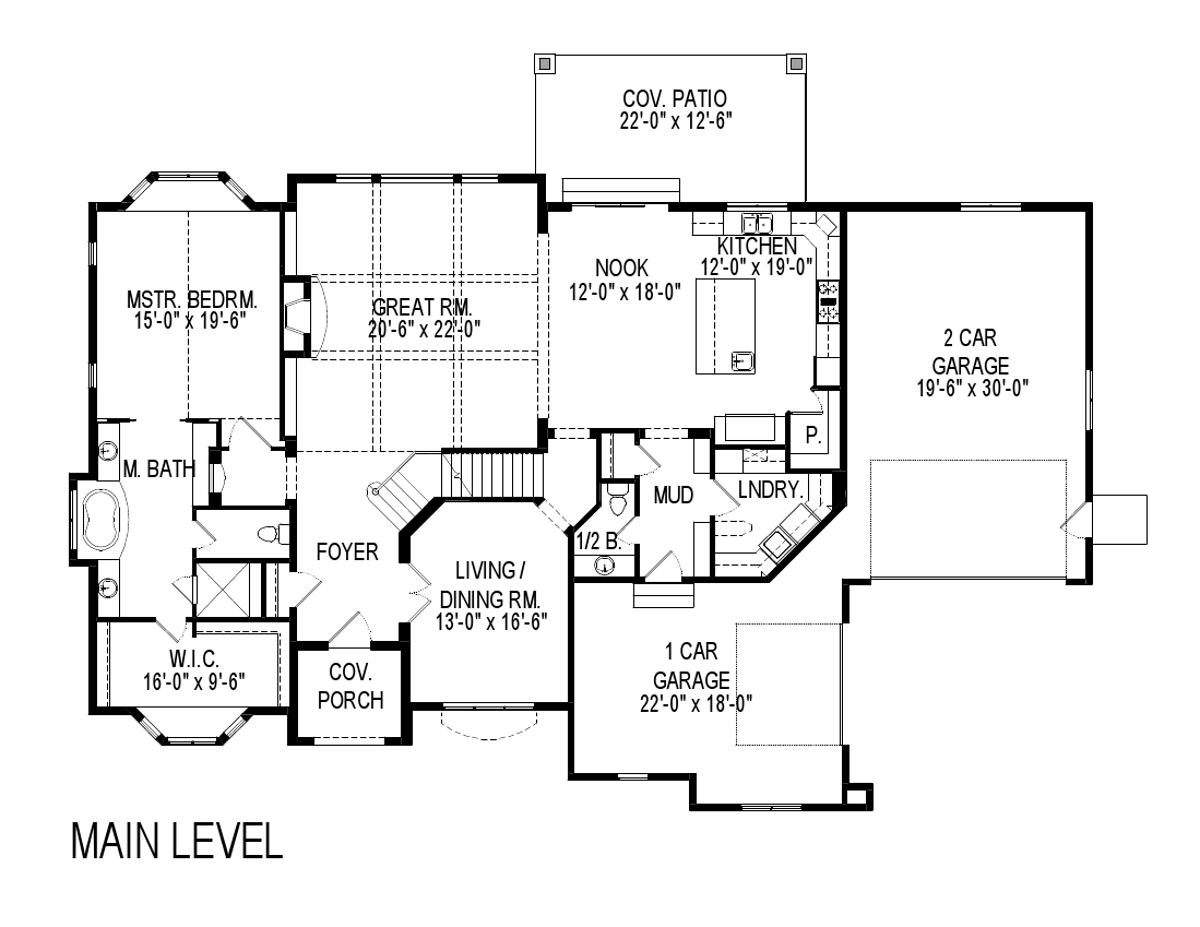 COV. PATIO
22'-0" x 12'-6"
MSTR. BEDRM.
15'-0" x 19'-6"
GREAT RM.
20'-6" x 22'-0"
NOOK
12'-0" x 18'-0"
KITCHEN
12'-0" x 19'-0"
2 CAR
GARAGE
19'-6" x 30'-0"
P.
M. BATH
MUD
LNDRY.
FOYER
1/2 B.
LIVING /
DINING RM.
13'-0" x 16'-6"
W.I.C.
16'-0" x 9'-6"
COV.
PORCH
1 CAR
GARAGE
22'-0" x 18'-0"
MAIN LEVEL